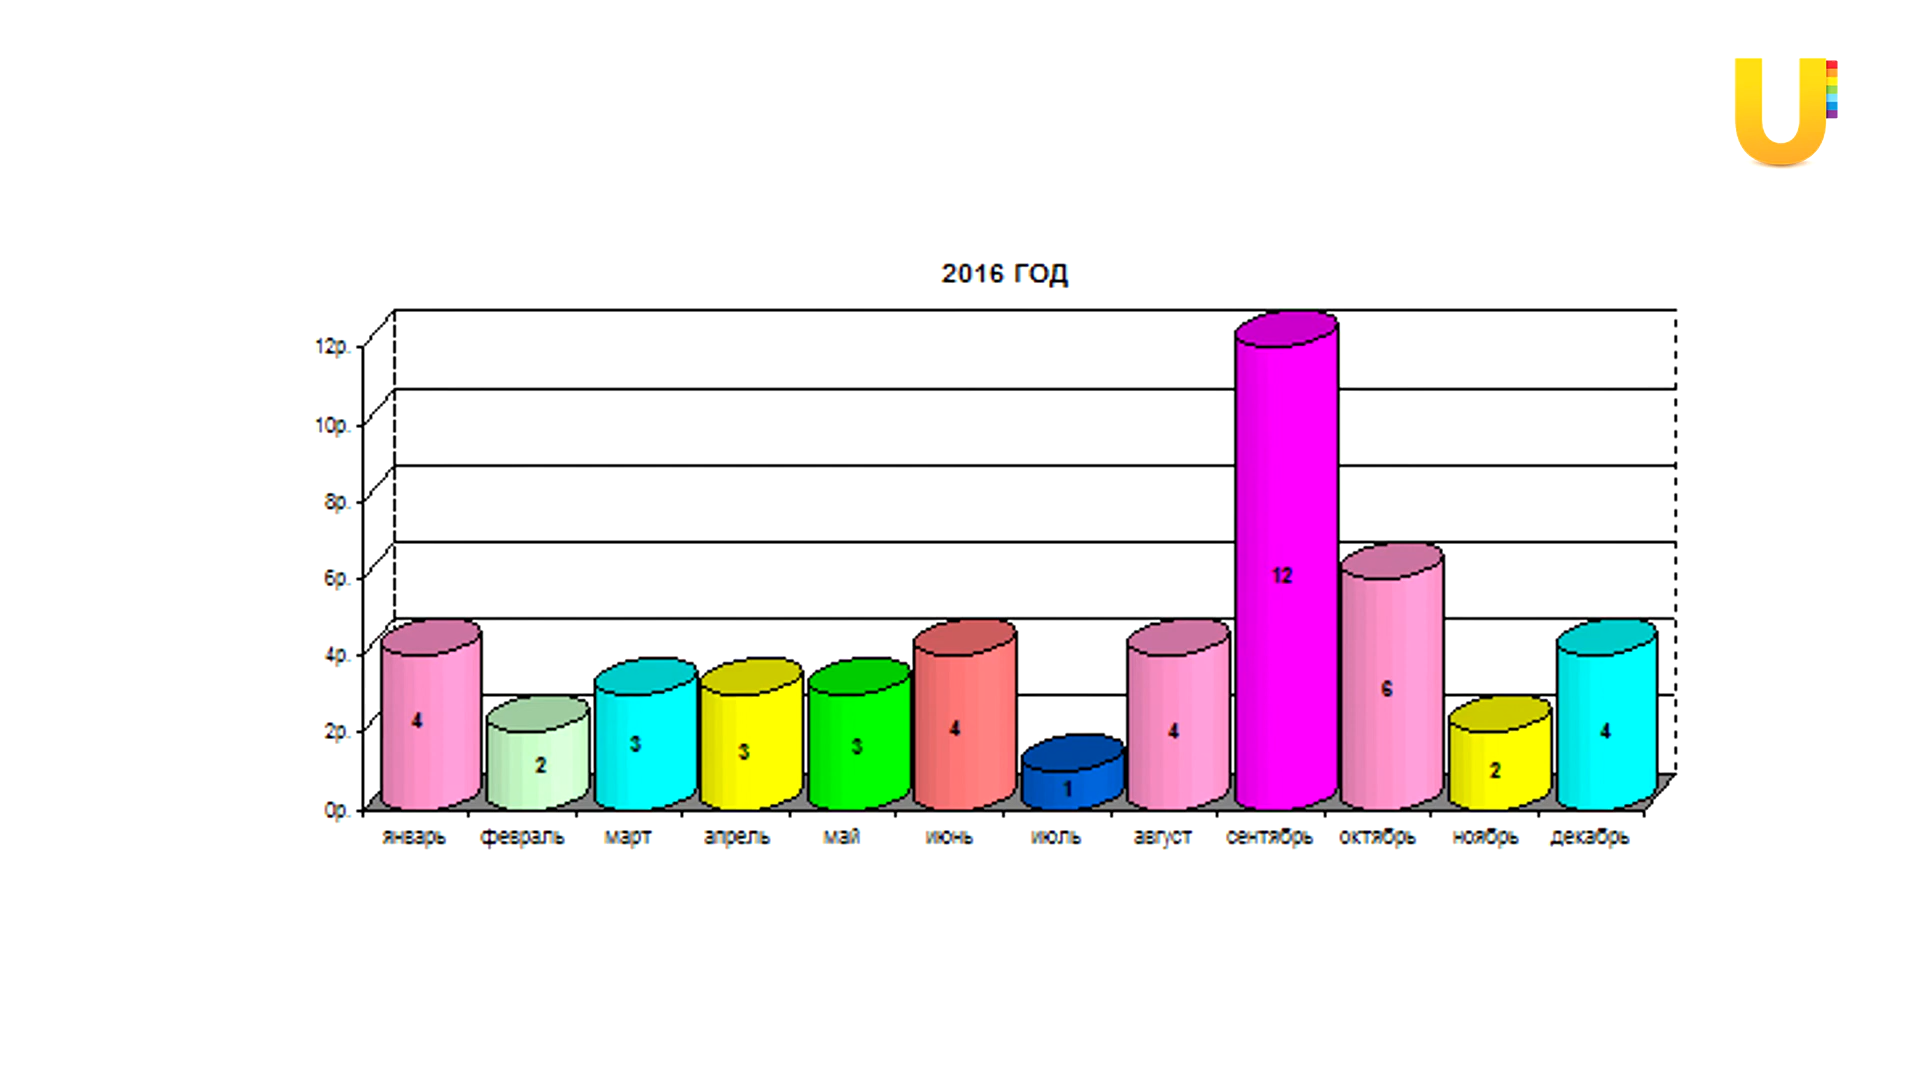 U
2016 ГОД
12р.
10р.
8р.
6р.
4р.
2р.
0р.
4 2 3 3 3 4 1 4 12 6 2 4
январь февраль март апрель май июнь июль август сентябрь октябрь ноябрь декабрь